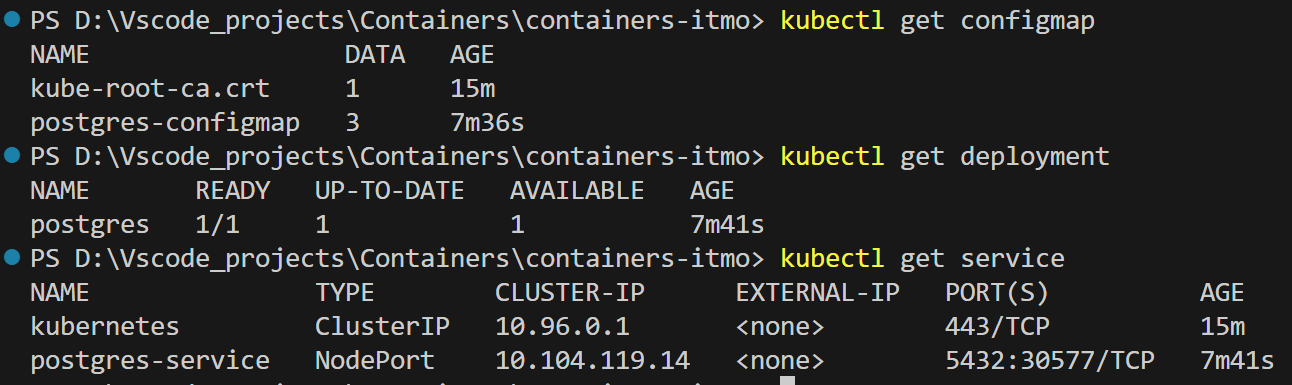 PS D:\Vscode_projects\Containers\containers-itmo> kubectl get configmap
NAME DATA AGE
kube-root-ca.crt 1 15m
postgres-configmap 3 7m36s
PS D:\Vscode_projects\Containers\containers-itmo> kubectl get deployment
NAME READY UP-TO-DATE AVAILABLE AGE
postgres 1/1 1 1 7m41s
PS D:\Vscode_projects\Containers\containers-itmo> kubectl get service
NAME TYPE CLUSTER-IP EXTERNAL-IP PORT(S) AGE
kubernetes ClusterIP 10.96.0.1 <none> 443/TCP 15m
postgres-service NodePort 10.104.119.14 <none> 5432:30577/TCP 7m41s